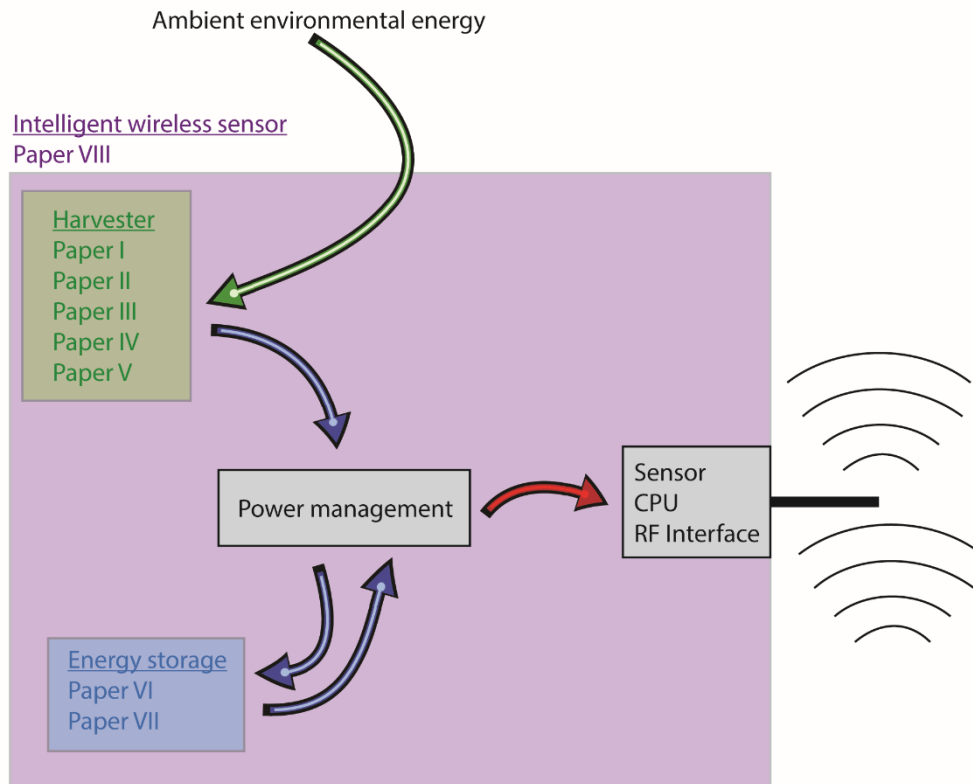 Ambient environmental energy
Intelligent wireless sensor
Paper VIII
Harvester
Paper I
Paper II
Paper III
Paper IV
Paper V
Power management
Sensor
CPU
RF Interface
Energy storage
Paper VI
Paper VII